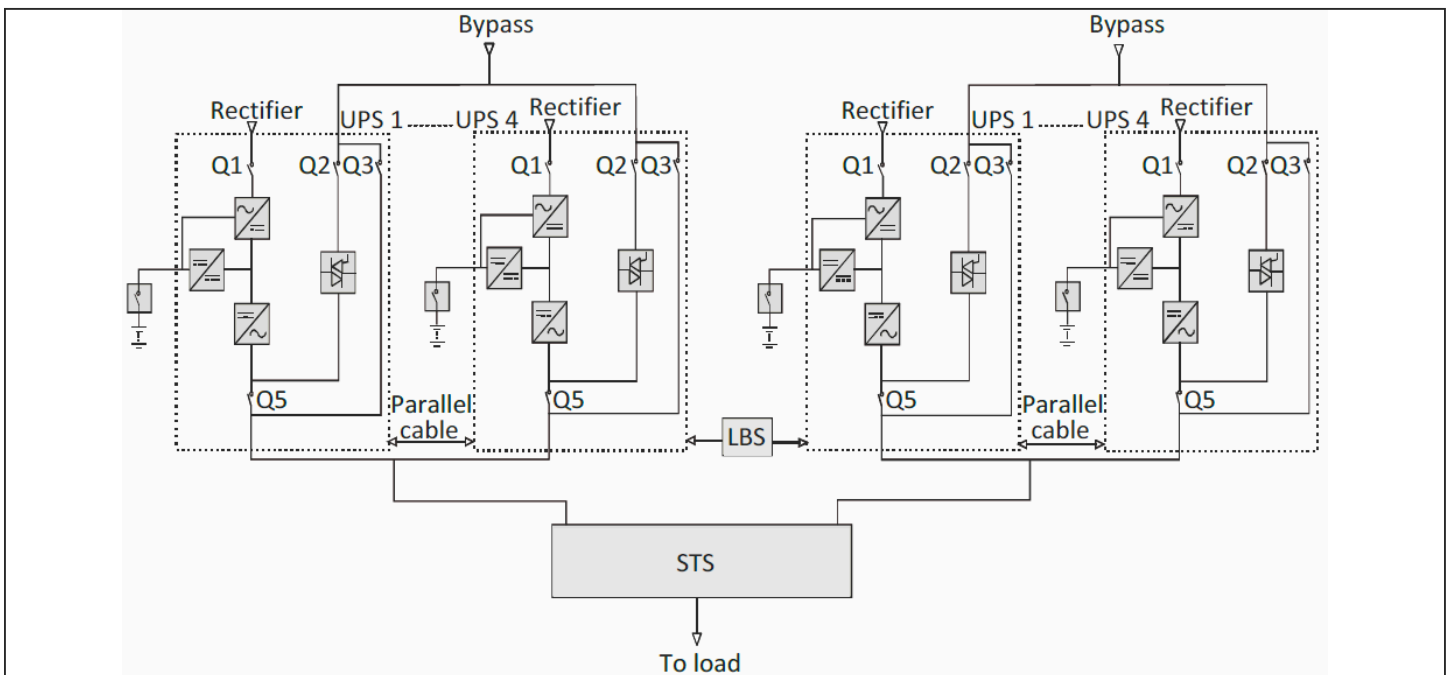 Bypass
Bypass
Rectifier
UPS 1 ........ UPS 4
Rectifier
Rectifier
UPS 1 ........ UPS 4
Rectifier
Q1
Q2
Q3
Q1
Q2
Q3
Q1
Q2
Q3
Q1
Q2
Q3
Q5
Parallel
cable
Q5
LBS
Q5
Parallel
cable
Q5
STS
To load